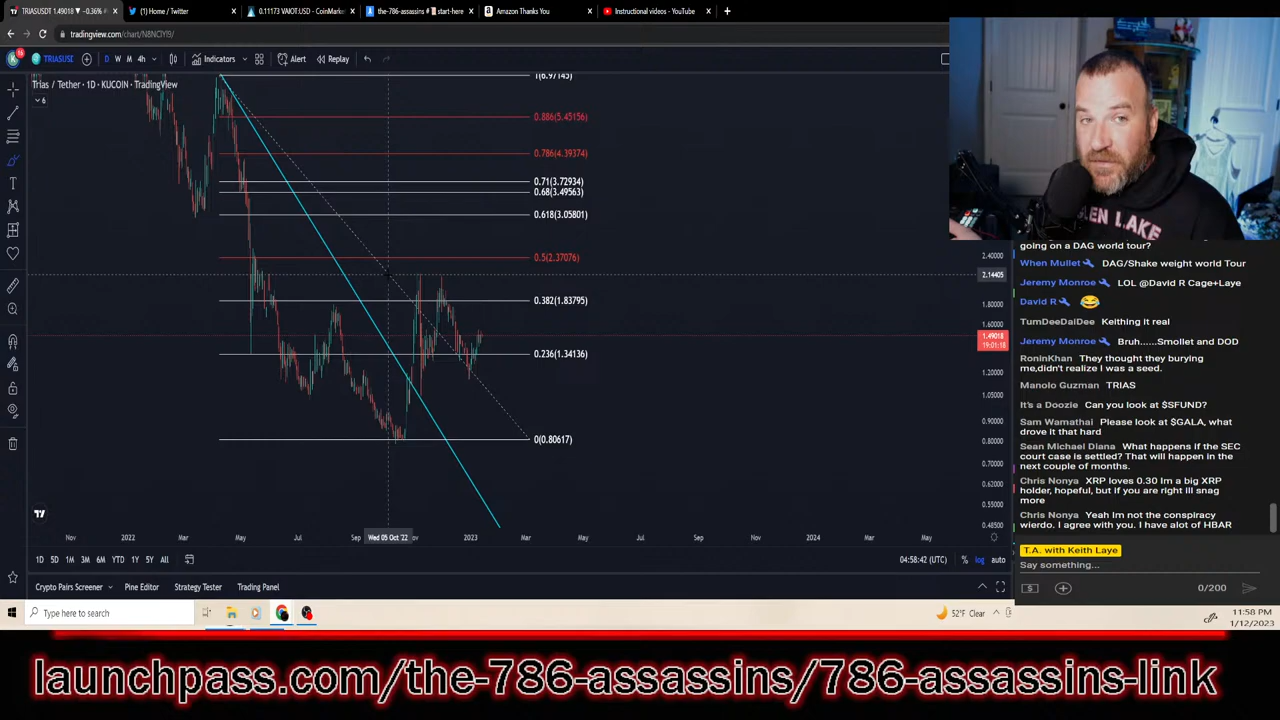 TRIASUSDT 1.49018 ▼ −0.36%
(1) Home / Twitter
0.11173 VAIOT:USD - CoinMarket
the-786-assassins # start-here
Amazon Thanks You
Instructional videos - YouTube
tradingview.com/chart/N8NCIYI9/
16
TRIASUSD
D W M 4h
Indicators
Alert
Replay
Trias / Tether · 1D · KUCOIN · TradingView
6
1(6.97145)
0.886(5.45156)
0.786(4.39374)
0.71(3.72934)
0.68(3.49563)
0.618(3.05801)
0.5(2.37076)
0.382(1.83795)
0.236(1.34136)
0(0.80617)
2.40000
2.14405
1.80000
1.60000
1.49018
19:01:18
1.20000
1.05000
0.90000
0.80000
0.70000
0.62000
0.55000
0.48500
Nov 2022 Mar May Jul Sep Wed 05 Oct '22 ov 2023 Mar May Jul Sep Nov 2024 Mar May
1D 5D 1M 3M 6M YTD 1Y 5Y All
04:58:42 (UTC) % log auto
Crypto Pairs Screener
Pine Editor
Strategy Tester
Trading Panel
GLEN LAKE
going on a DAG world tour?
When Mullet DAG/Shake weight world Tour
Jeremy Monroe LOL @David R Cage+Laye
David R 😂
TumDeeDaiDee Keithing it real
Jeremy Monroe Bruh......Smollet and DOD
RoninKhan They thought they burying
me,didn't realize I was a seed.
Manolo Guzman TRIAS
It's a Doozie Can you look at $SFUND?
Sam Wamathai Please look at $GALA, what
drove it that hard
Sean Michael Diana What happens if the SEC
court case is settled? That will happen in the
next couple of months.
Chris Nonya XRP loves 0.30 Im a big XRP
holder, hopeful, but if you are right ill snag
more
Chris Nonya Yeah Im not the conspiracy
wierdo. I agree with you. I have alot of HBAR
T.A. with Keith Laye
Say something...
0/200
Type here to search
52°F Clear
11:58 PM
1/12/2023
launchpass.com/the-786-assassins/786-assassins-link